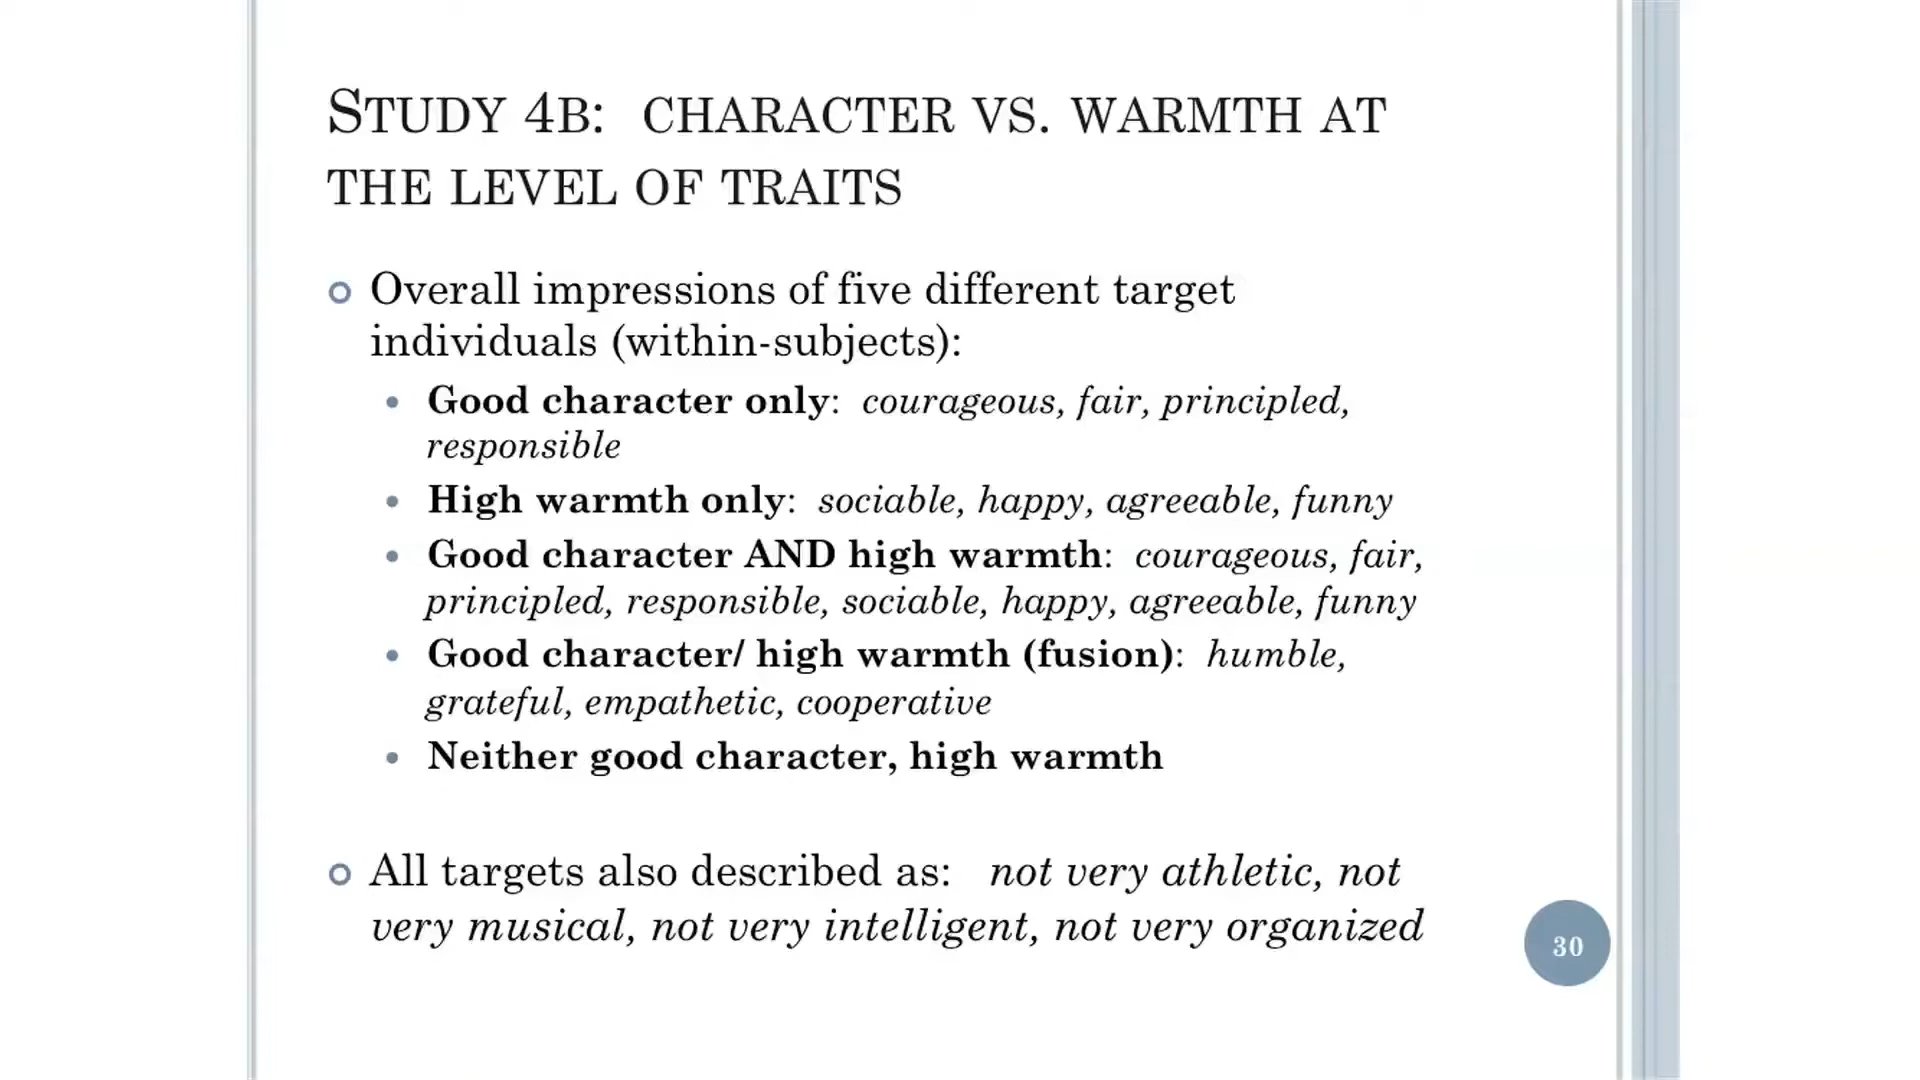 STUDY 4B: CHARACTER VS. WARMTH AT
THE LEVEL OF TRAITS
Overall impressions of five different target
individuals (within-subjects):
Good character only: courageous, fair, principled,
responsible
High warmth only: sociable, happy, agreeable, funny
Good character AND high warmth: courageous, fair,
principled, responsible, sociable, happy, agreeable, funny
Good character/ high warmth (fusion): humble,
grateful, empathetic, cooperative
Neither good character, high warmth
All targets also described as: not very athletic, not
very musical, not very intelligent, not very organized
30